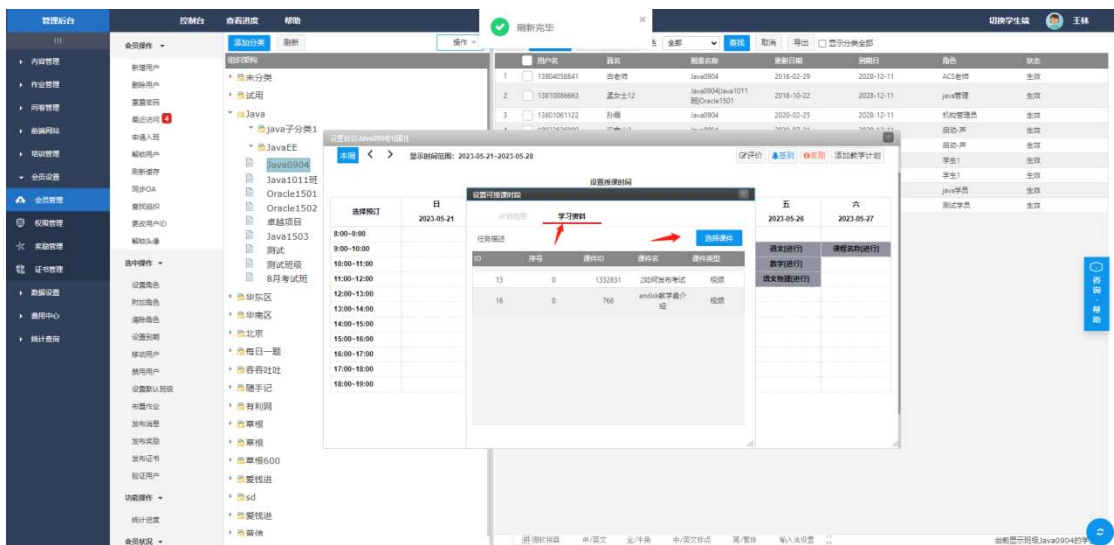 管理后台 控制台 查看进度 帮助 刷新完毕 × 切换学生端 王林
会员操作
添加分类 刷新 操作 全部 查找 取消 导出 显示分类全部
组织架构 用户名 真名 班级名称 更新日期 到期日 角色 状态
1 13904058841 古老师 Java0904 2016-02-29 2028-12-11 ACS老师 生效
2 13810886663 孟女士12 Java0904|Java1011班|Oracle1501 2018-10-22 2028-12-11 java管理 生效
3 13801061122 孙楠 Java0904 2020-02-05 2028-12-11 机构管理员 生效
启动-声 生效
启动-声 生效
学生1 生效
学生1 生效
java学员 生效
测试学员 生效
内容管理
作业管理
问卷管理
前端网站
培训管理
会员设置
会员管理
权限管理
奖励管理
证书管理
数据设置
费用中心
统计查询
新增用户
删除用户
重置密码
最近访问 4
申请入班
解锁用户
刷新缓存
同步OA
查找组织
更改用户ID
解锁头像
选中操作
设置角色
附加角色
清除角色
设置到期
移动用户
禁用用户
设置默认班级
布置作业
发布消息
发布奖励
发布证书
验证用户
功能操作
统计进度
会员状况
未分类
试用
Java
java子分类1
JavaEE
Java0904
Java1011班
Oracle1501
Oracle1502
卓越项目
Java1503
测试
测试班级
8月考试班
华东区
华南区
北京
每日一题
吞吞吐吐
随手记
有利网
草根
草根
草根600
爱钱进
sd
爱钱进
普信
本周 < > 显示时间范围: 2023-05-21~2023-05-28 评价 签到 奖励 添加教学计划
设置授课时间
选择预订 日 五 六
2023-05-21 2023-05-26 2023-05-27
8:00~9:00
9:00~10:00 语文[进行] 课程名称[进行]
10:00~11:00 数学[进行]
11:00~12:00 语文物理[进行]
12:00~13:00
13:00~14:00
14:00~15:00
15:00~16:00
16:00~17:00
17:00~18:00
18:00~19:00
设置可授课时段
计划信息 学习资料
任务描述 选择课件
ID 序号 课件ID 课件名 课件类型
13 0 1332831 2如何发布考试 视频
16 0 766 andisk教学盘介绍 视频
咨询·帮助
微软拼音 中/英文 全/半角 中/英文标点 简/繁体 输入法设置
当前显示班级Java0904的学